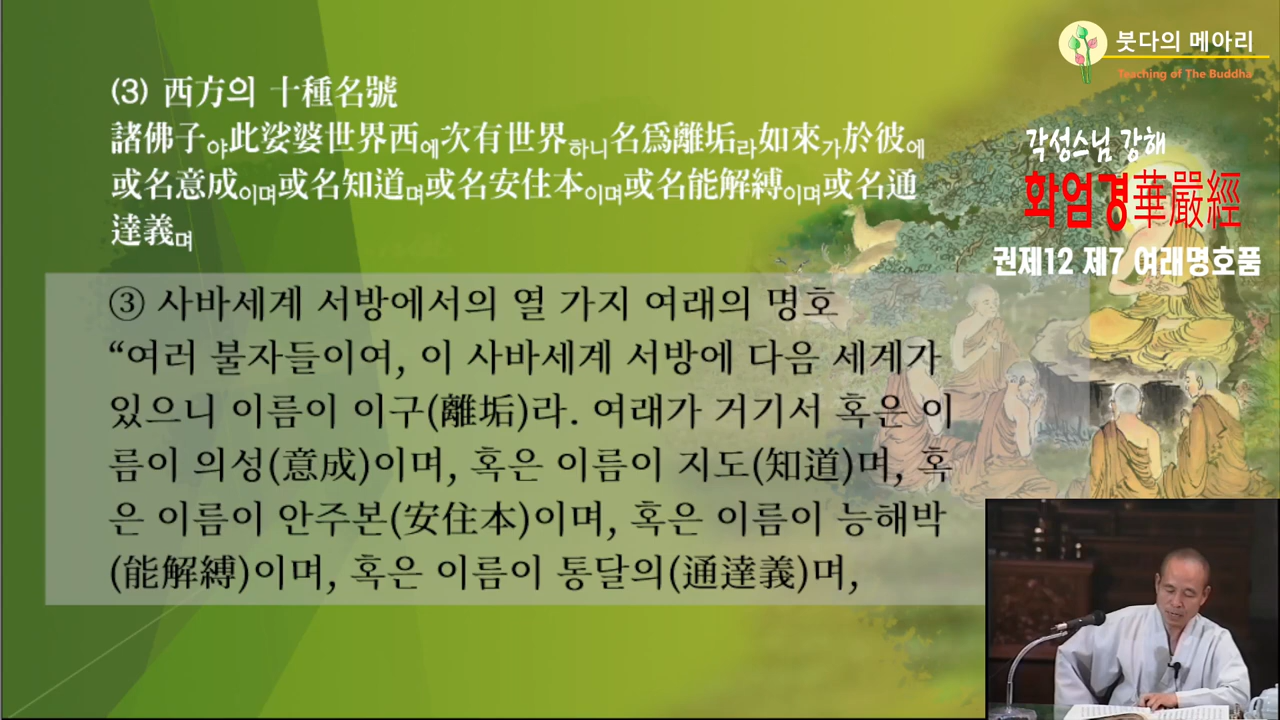 (3) 西方의 十種名號
諸佛子야此娑婆世界西에次有世界하니名爲離垢라如來가於彼에
或名意成이며或名知道며或名安住本이며或名能解縛이며或名通
達義며
③ 사바세계 서방에서의 열 가지 여래의 명호
“여러 불자들이여, 이 사바세계 서방에 다음 세계가
있으니 이름이 이구(離垢)라. 여래가 거기서 혹은 이
름이 의성(意成)이며, 혹은 이름이 지도(知道)며, 혹
은 이름이 안주본(安住本)이며, 혹은 이름이 능해박
(能解縛)이며, 혹은 이름이 통달의(通達義)며,
붓다의 메아리
Teaching of The Buddha
각성스님 강해
화엄경華嚴經
권제12 제7 여래명호품